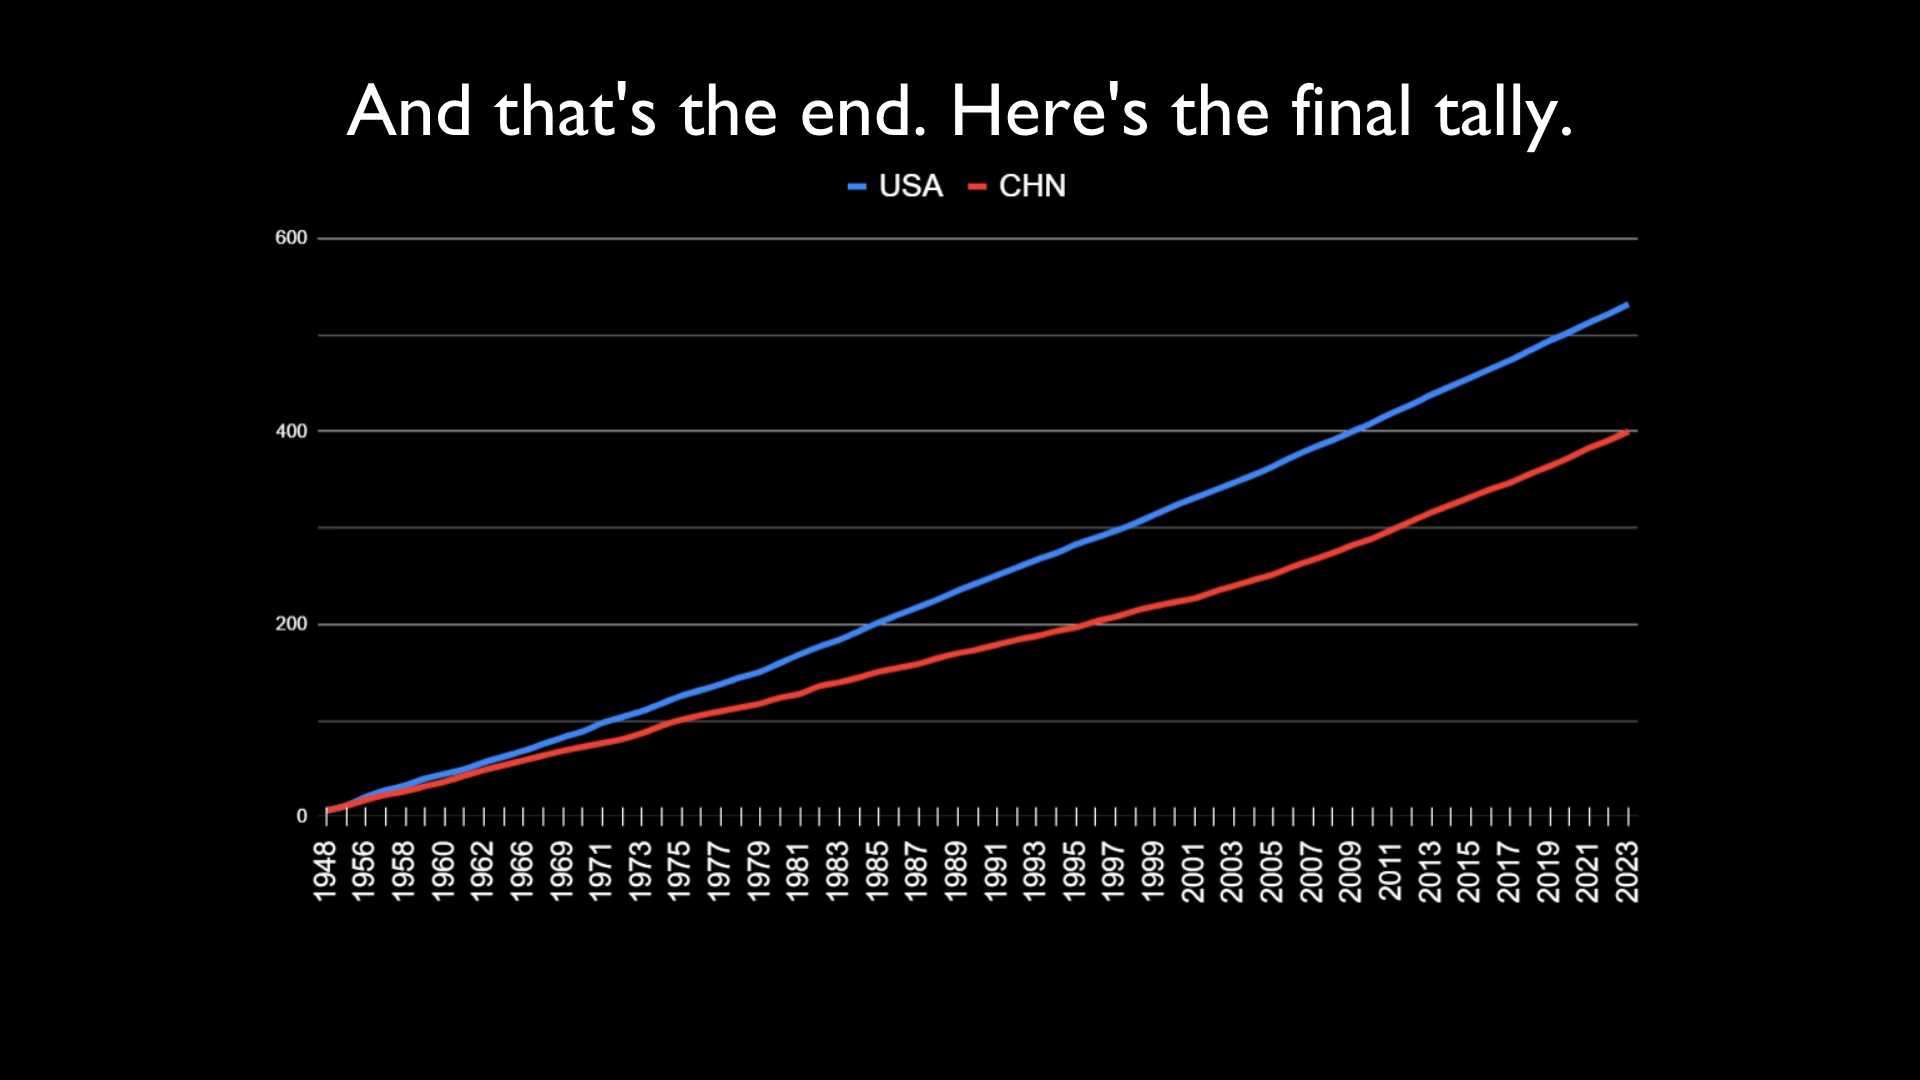 And that's the end. Here's the final tally.
USA CHN
600
400
200
0
1948 1956 1958 1960 1962 1966 1969 1971 1973 1975 1977 1979 1981 1983 1985 1987 1989 1991 1993 1995 1997 1999 2001 2003 2005 2007 2009 2011 2013 2015 2017 2019 2021 2023